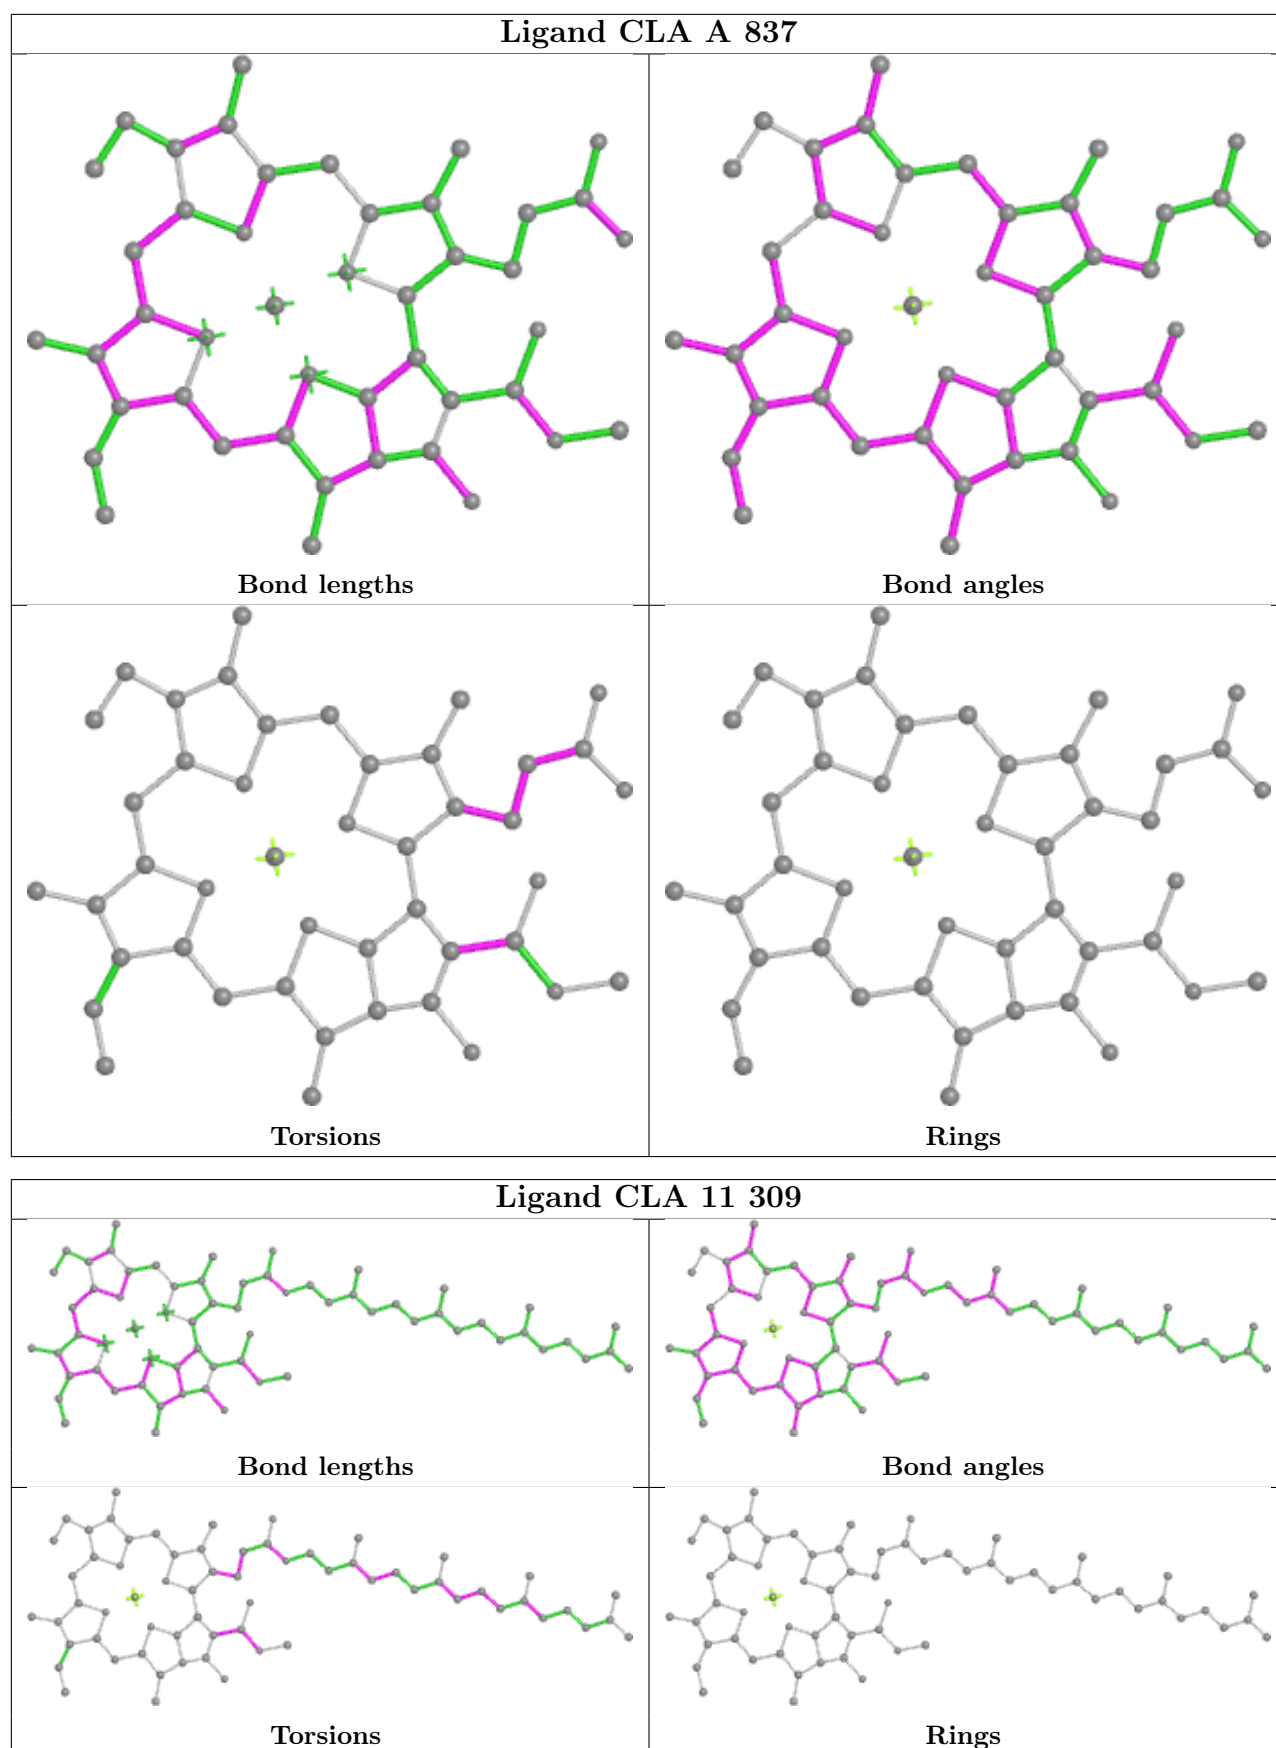 Ligand CLA A 837
Bond lengths
Bond angles
Torsions
Rings
Ligand CLA 11 309
Bond lengths
Bond angles
Torsions
Rings